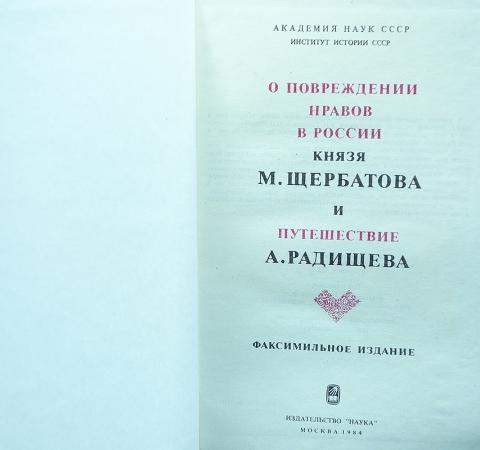 АКАДЕМИЯ НАУК СССР
ИНСТИТУТ ИСТОРИИ СССР
О ПОВРЕЖДЕНИИ
НРАВОВ
В РОССИИ
КНЯЗЯ
М. ЩЕРБАТОВА
И
ПУТЕШЕСТВИЕ
А. РАДИЩЕВА
ФАКСИМИЛЬНОЕ ИЗДАНИЕ
ИЗДАТЕЛЬСТВО "НАУКА"
МОСКВА 1984